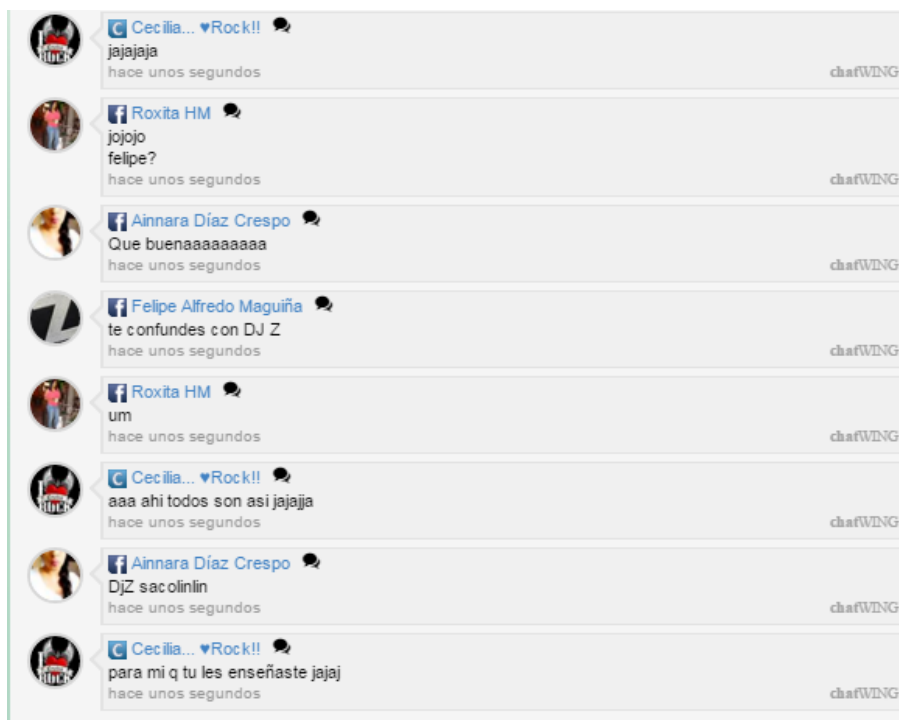 Cecilia... ♥Rock!!
jajajaja
hace unos segundos
chatWING
Roxita HM
jojojo
felipe?
hace unos segundos
chatWING
Ainnara Díaz Crespo
Que buenaaaaaaaaa
hace unos segundos
chatWING
Felipe Alfredo Maguiña
te confundes con DJ Z
hace unos segundos
chatWING
Roxita HM
um
hace unos segundos
chatWING
Cecilia... ♥Rock!!
aaa ahi todos son asi jajajja
hace unos segundos
chatWING
Ainnara Díaz Crespo
DjZ sacolinlin
hace unos segundos
chatWING
Cecilia... ♥Rock!!
para mi q tu les enseñaste jajaj
hace unos segundos
chatWING